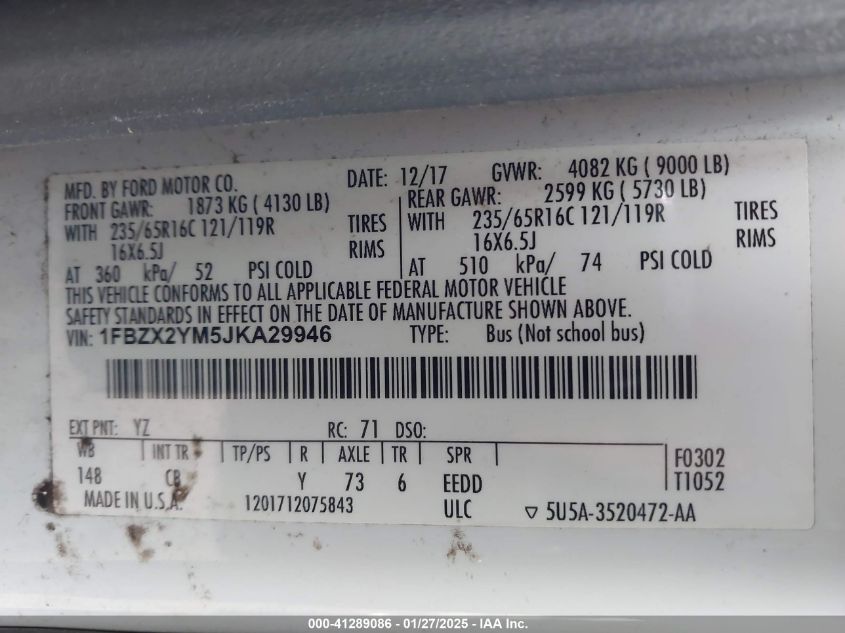 MFD. BY FORD MOTOR CO. DATE: 12/17 GVWR: 4082 KG ( 9000 LB)
FRONT GAWR: 1873 KG ( 4130 LB) REAR GAWR: 2599 KG ( 5730 LB)
WITH 235/65R16C 121/119R TIRES WITH 235/65R16C 121/119R TIRES
16X6.5J RIMS 16X6.5J RIMS
AT 360 kPa/ 52 PSI COLD AT 510 kPa/ 74 PSI COLD
THIS VEHICLE CONFORMS TO ALL APPLICABLE FEDERAL MOTOR VEHICLE
SAFETY STANDARDS IN EFFECT ON THE DATE OF MANUFACTURE SHOWN ABOVE.
VIN: 1FBZX2YM5JKA29946 TYPE: Bus (Not school bus)
EXT PNT: YZ RC: 71 DSO:
WB INT TR TP/PS R AXLE TR SPR F0302
148 CB Y 73 6 EEDD T1052
MADE IN U.S.A. 1201712075843 ULC ▽ 5U5A-3520472-AA
000-41289086 - 01/27/2025 - IAA Inc.